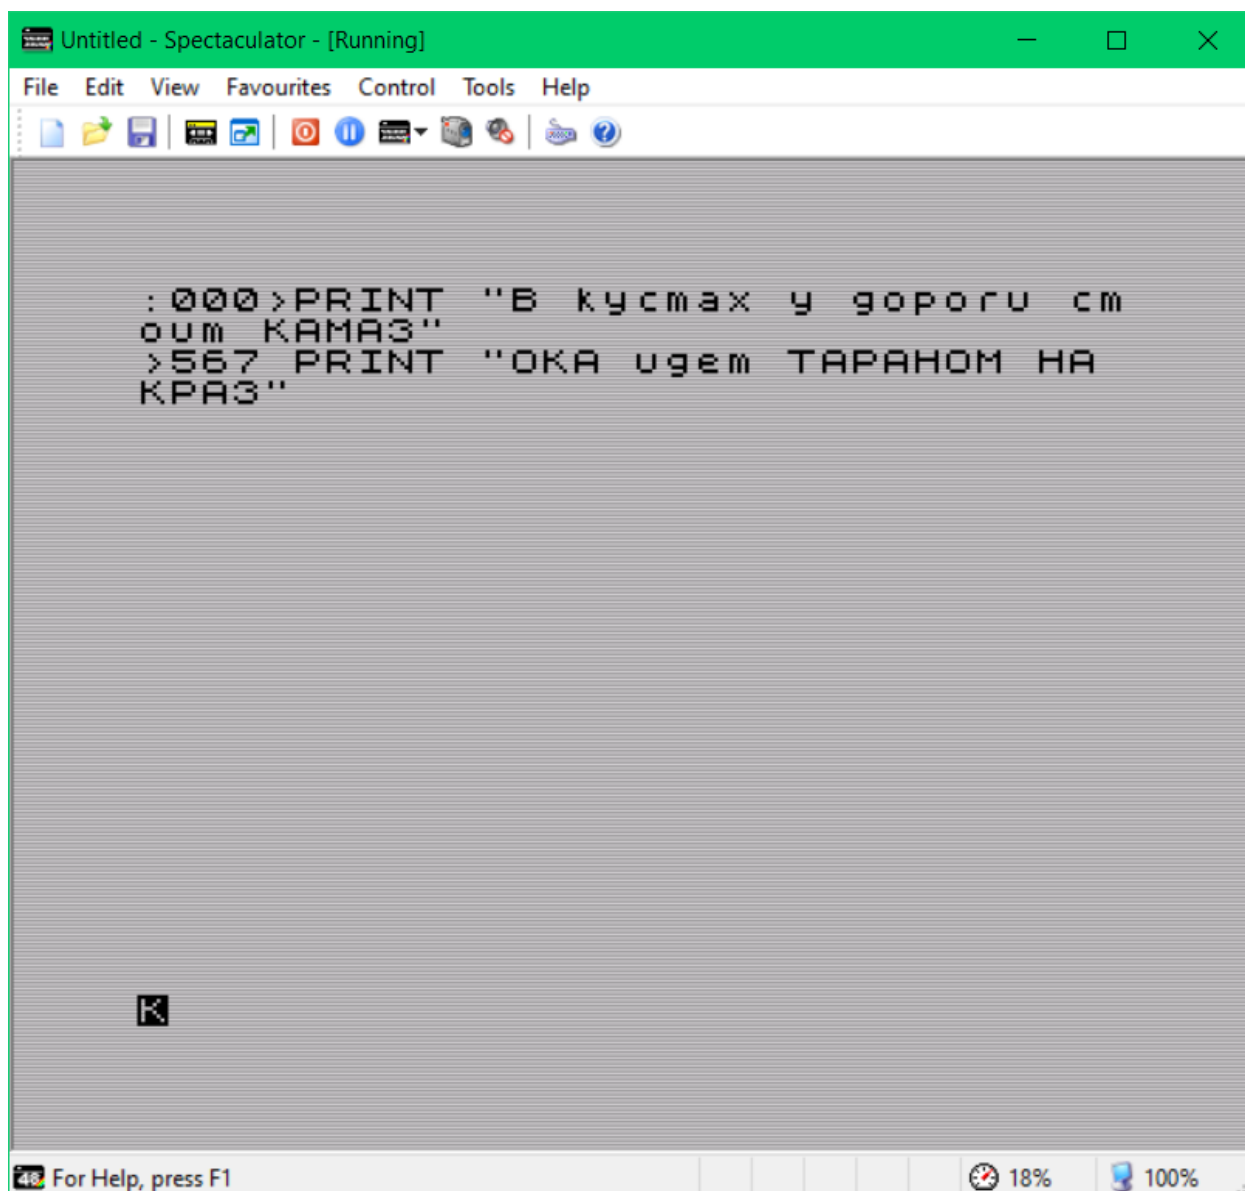 Untitled - Spectaculator - [Running]
File Edit View Favourites Control Tools Help
:000>PRINT "B kycmax y goporu cm
oum KAMA3"
>567 PRINT "OKA ugem TAPAHOM HA
KPA3"
K
For Help, press F1 18% 100%